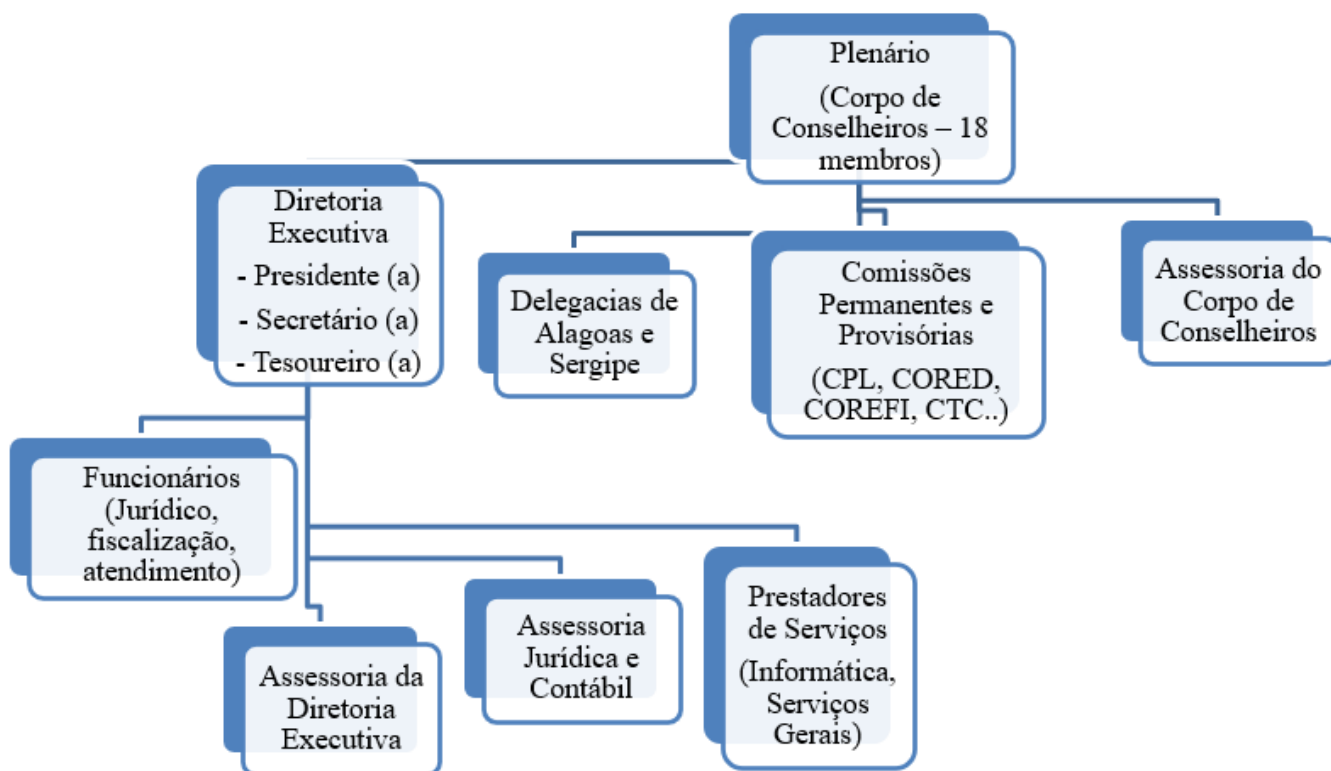 Plenário
(Corpo de
Conselheiros – 18
membros)
Diretoria
Executiva
- Presidente (a)
- Secretário (a)
- Tesoureiro (a)
Delegacias de
Alagoas e
Sergipe
Comissões
Permanentes e
Provisórias
(CPL, CORED,
COREFI, CTC..)
Assessoria do
Corpo de
Conselheiros
Funcionários
(Jurídico,
fiscalização,
atendimento)
Assessoria da
Diretoria
Executiva
Assessoria
Jurídica e
Contábil
Prestadores
de Serviços
(Informática,
Serviços
Gerais)